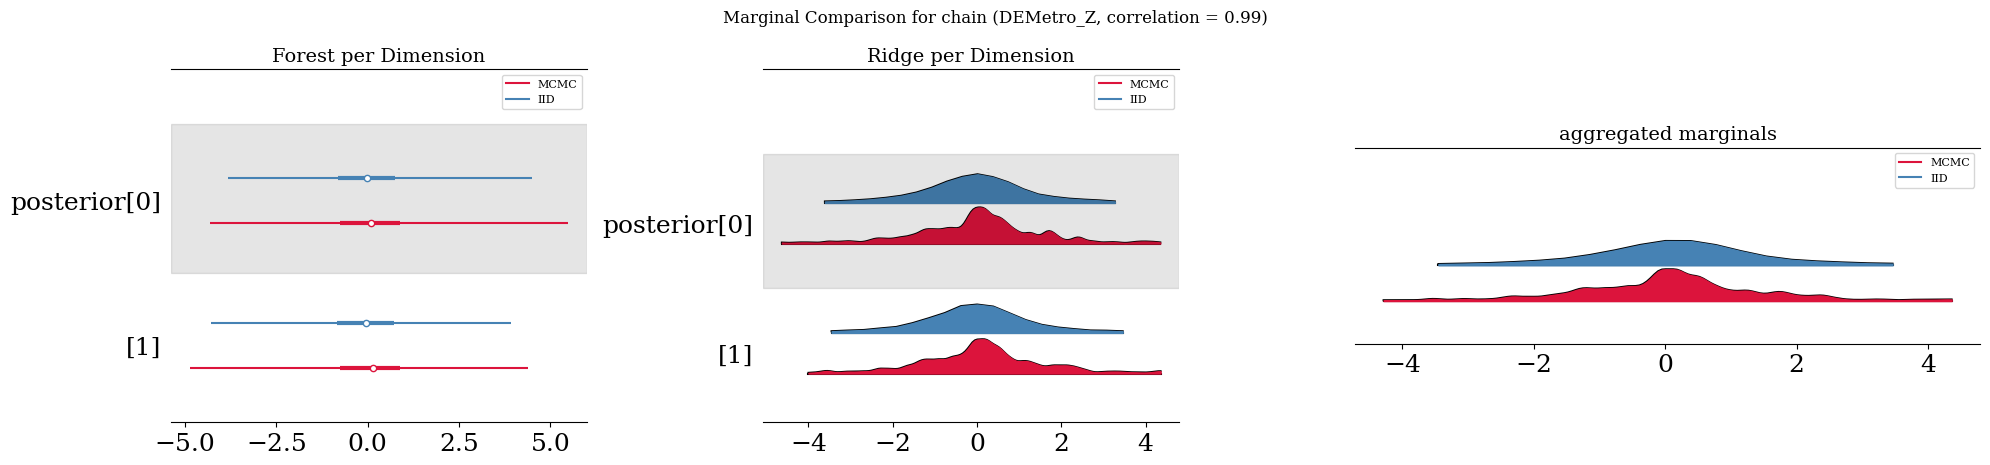 Marginal Comparison for chain (DEMetro_Z, correlation = 0.99)
Forest per Dimension
MCMC
IID
posterior[0]
[1]
−5.0 −2.5 0.0 2.5 5.0
Ridge per Dimension
MCMC
IID
posterior[0]
[1]
−4 −2 0 2 4
aggregated marginals
MCMC
IID
−4 −2 0 2 4